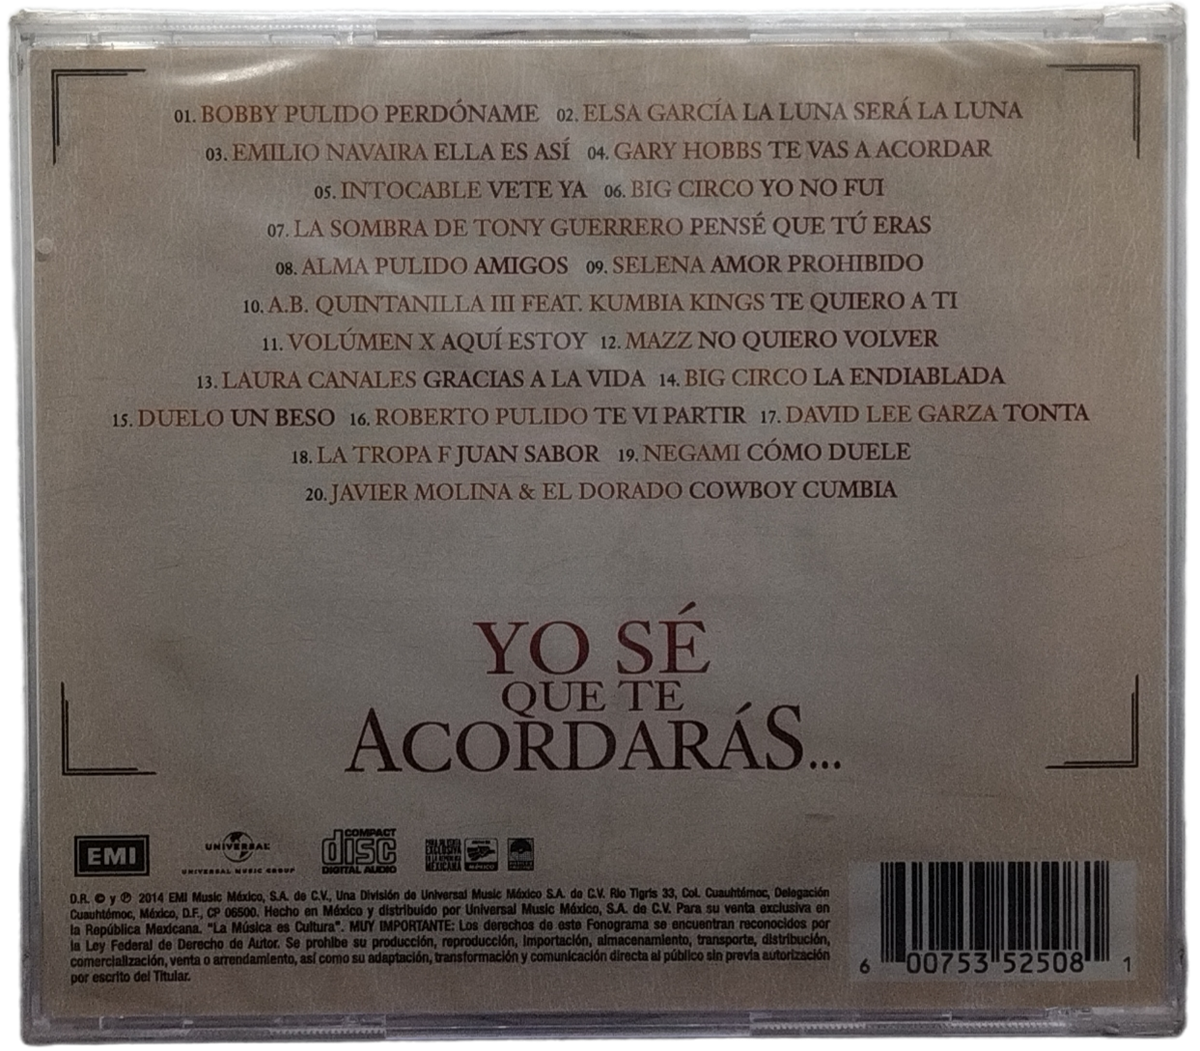 01. BOBBY PULIDO PERDÓNAME 02. ELSA GARCÍA LA LUNA SERÁ LA LUNA
03. EMILIO NAVAIRA ELLA ES ASÍ 04. GARY HOBBS TE VAS A ACORDAR
05. INTOCABLE VETE YA 06. BIG CIRCO YO NO FUI
07. LA SOMBRA DE TONY GUERRERO PENSÉ QUE TÚ ERAS
08. ALMA PULIDO AMIGOS 09. SELENA AMOR PROHIBIDO
10. A.B. QUINTANILLA III FEAT. KUMBIA KINGS TE QUIERO A TI
11. VOLÚMEN X AQUÍ ESTOY 12. MAZZ NO QUIERO VOLVER
13. LAURA CANALES GRACIAS A LA VIDA 14. BIG CIRCO LA ENDIABLADA
15. DUELO UN BESO 16. ROBERTO PULIDO TE VI PARTIR 17. DAVID LEE GARZA TONTA
18. LA TROPA F JUAN SABOR 19. NEGAMI CÓMO DUELE
20. JAVIER MOLINA & EL DORADO COWBOY CUMBIA
YO SÉ
QUE TE
ACORDARÁS...
EMI
UNIVERSAL
UNIVERSAL MUSIC GROUP
COMPACT
disc
DIGITAL AUDIO
PARA SU VENTA
EXCLUSIVA
EN LA REPÚBLICA
MEXICANA
D.R. © y ℗ 2014 EMI Music México, S.A. de C.V., Una División de Universal Music México S.A. de C.V. Río Tigris 33, Col. Cuauhtémoc, Delegación
Cuauhtémoc, México, D.F., CP 06500. Hecho en México y distribuido por Universal Music México, S.A. de C.V. Para su venta exclusiva en
la República Mexicana. "La Música es Cultura". MUY IMPORTANTE: Los derechos de este Fonograma se encuentran reconocidos por
la Ley Federal de Derecho de Autor. Se prohibe su producción, reproducción, importación, almacenamiento, transporte, distribución,
comercialización, venta o arrendamiento, así como su adaptación, transformación y comunicación directa al público sin previa autorización
por escrito del Titular.
6 00753 52508 1